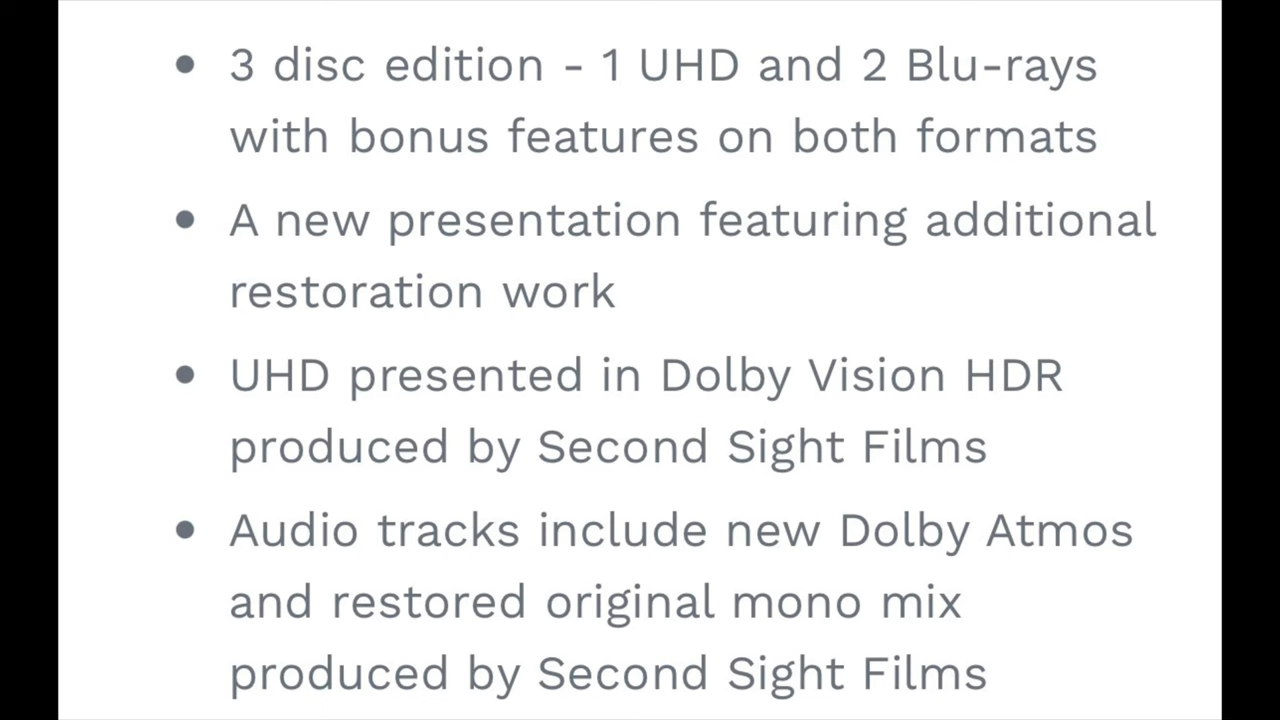 • 3 disc edition - 1 UHD and 2 Blu-rays
with bonus features on both formats
• A new presentation featuring additional
restoration work
• UHD presented in Dolby Vision HDR
produced by Second Sight Films
• Audio tracks include new Dolby Atmos
and restored original mono mix
produced by Second Sight Films